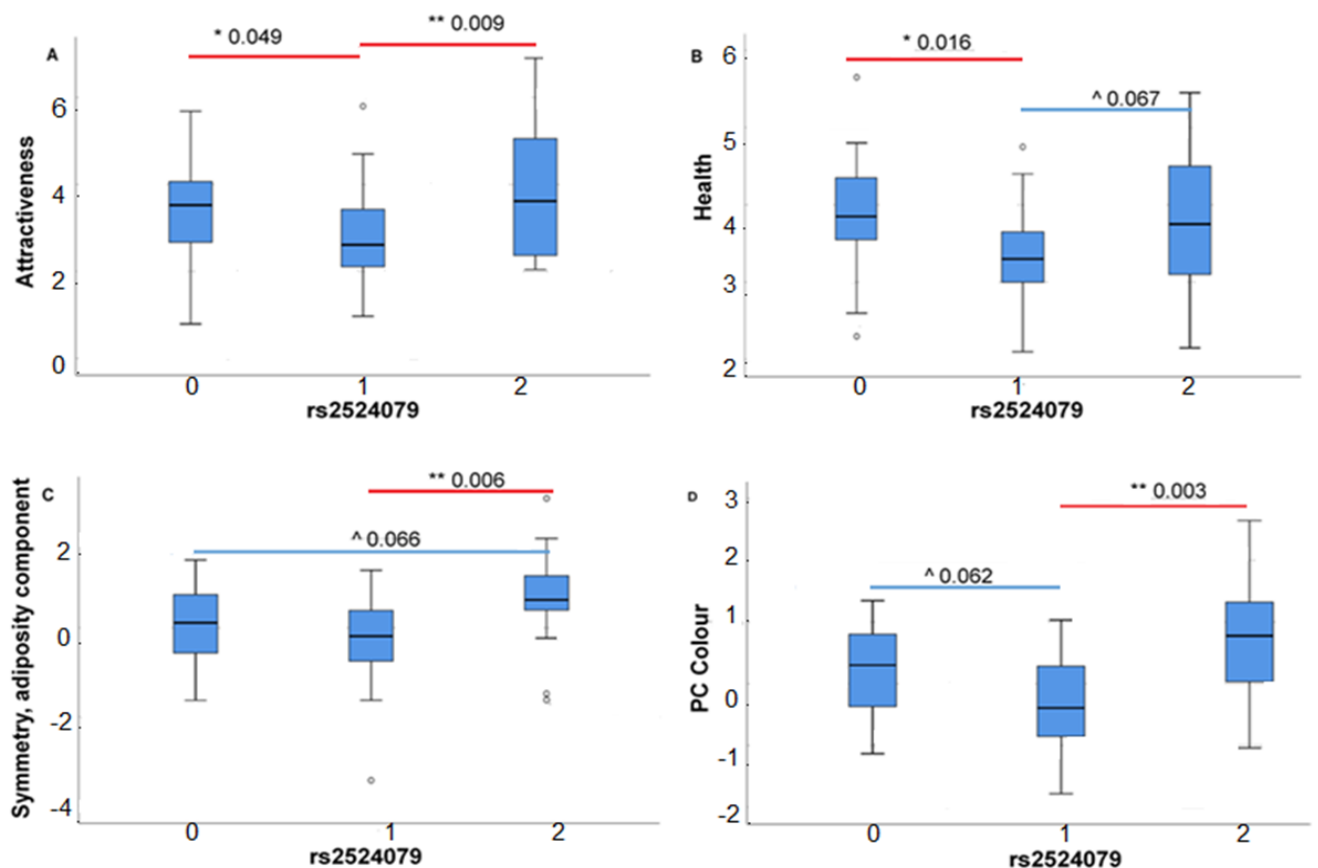 A
* 0.049
** 0.009
Attractiveness
6
4
2
0
0 1 2
rs2524079
B
* 0.016
^ 0.067
Health
6
5
4
3
2
0 1 2
rs2524079
C
** 0.006
^ 0.066
Symmetry, adiposity component
2
0
-2
-4
0 1 2
rs2524079
D
** 0.003
^ 0.062
PC Colour
3
2
1
0
-1
-2
0 1 2
rs2524079